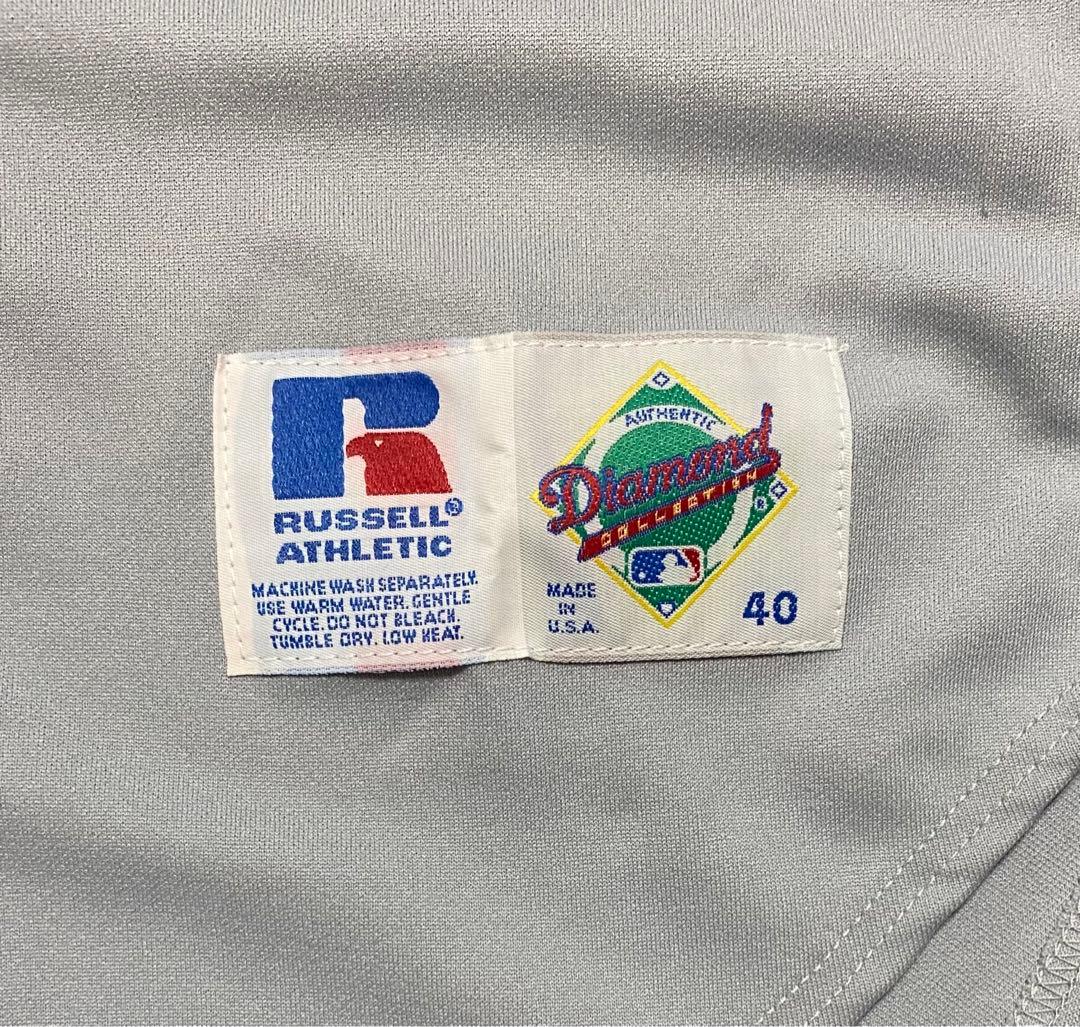 RUSSELL®
ATHLETIC
MACHINE WASH SEPARATELY.
USE WARM WATER. GENTLE
CYCLE. DO NOT BLEACH.
TUMBLE DRY. LOW HEAT.
AUTHENTIC
Diamond
COLLECTION
MADE
IN
U.S.A.
40